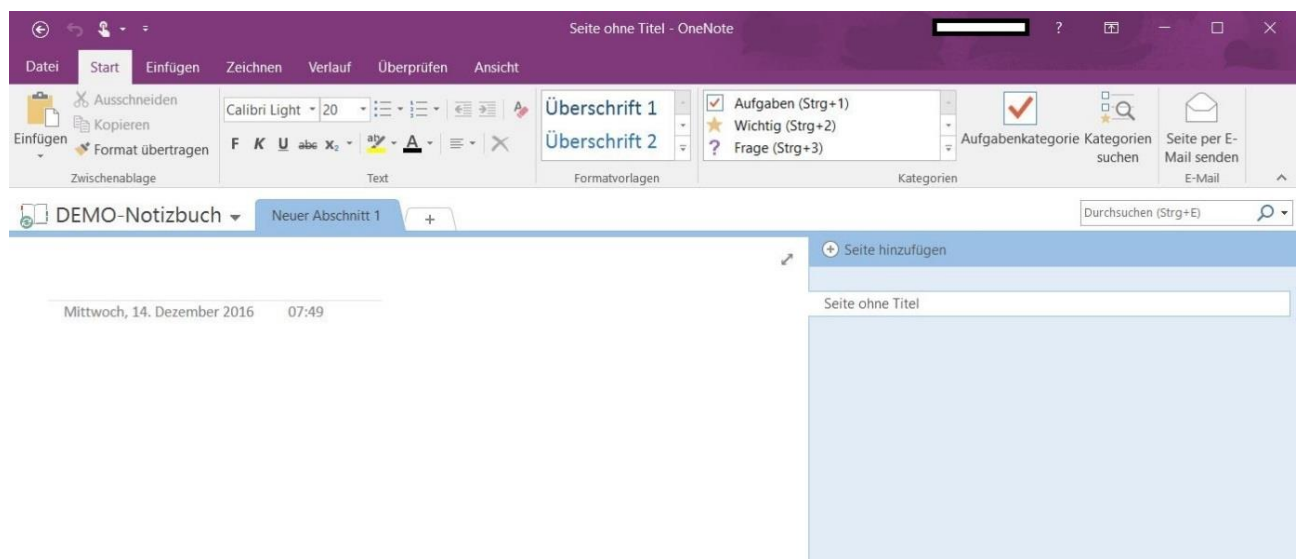 Seite ohne Titel - OneNote
?
Datei Start Einfügen Zeichnen Verlauf Überprüfen Ansicht
Einfügen
Ausschneiden
Kopieren
Format übertragen
Zwischenablage
Calibri Light 20
F K U abc X₂ aby A
Text
Überschrift 1
Überschrift 2
Formatvorlagen
Aufgaben (Strg+1)
Wichtig (Strg+2)
? Frage (Strg+3)
Aufgabenkategorie
Kategorien
suchen
Kategorien
Seite per E-
Mail senden
E-Mail
DEMO-Notizbuch
Neuer Abschnitt 1
+
Durchsuchen (Strg+E)
Seite hinzufügen
Seite ohne Titel
Mittwoch, 14. Dezember 2016 07:49